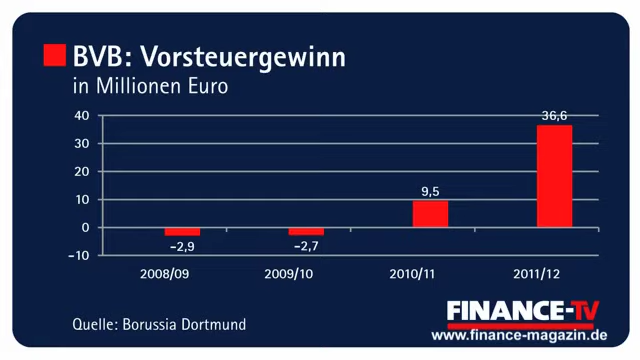 BVB: Vorsteuergewinn
in Millionen Euro
40
36,6
30
20
10
9,5
0
-2,9
-2,7
-10
2008/09
2009/10
2010/11
2011/12
FINANCE-TV
Quelle: Borussia Dortmund
www.finance-magazin.de